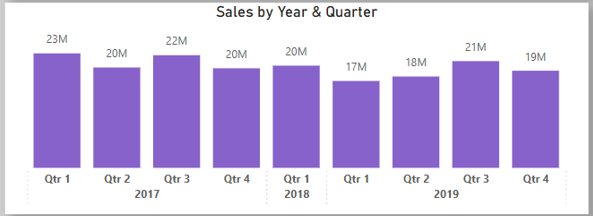 Sales by Year & Quarter
23M 20M 22M 20M 20M 17M 18M 21M 19M
Qtr 1 Qtr 2 Qtr 3 Qtr 4 Qtr 1 Qtr 1 Qtr 2 Qtr 3 Qtr 4
2017 2018 2019